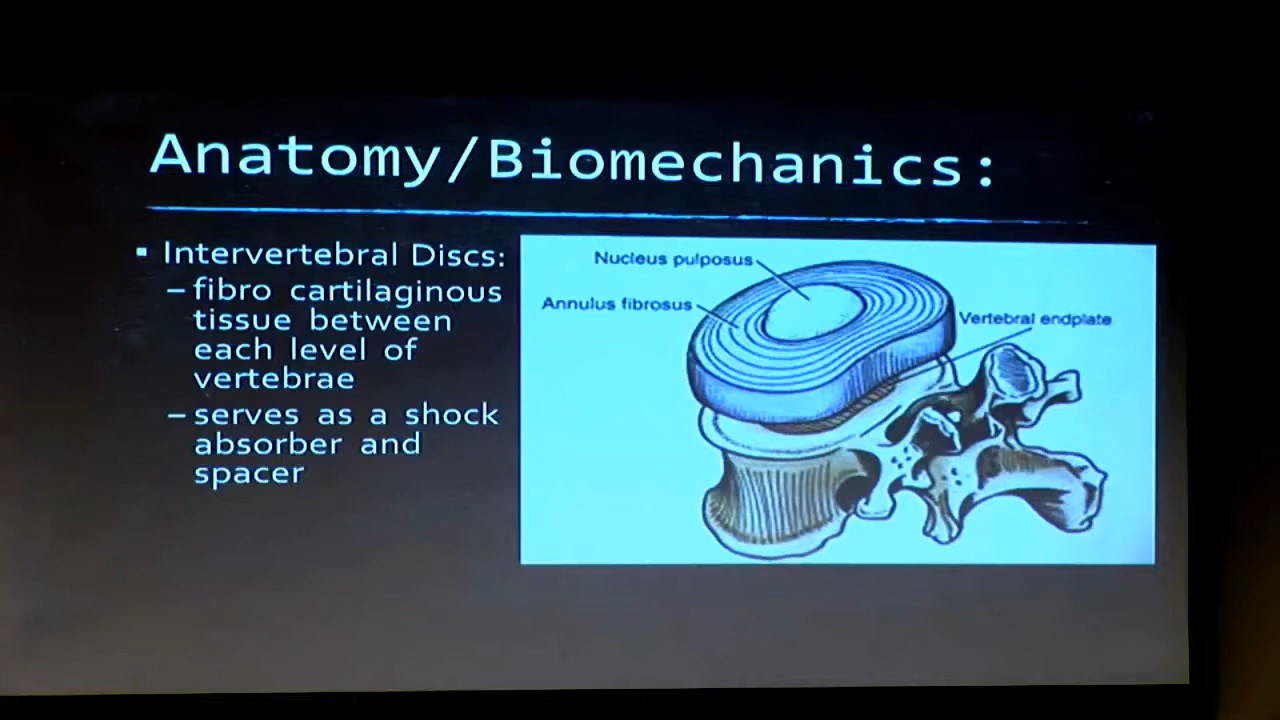 Anatomy/Biomechanics:
▪ Intervertebral Discs:
– fibro cartilaginous
tissue between
each level of
vertebrae
– serves as a shock
absorber and
spacer
Nucleus pulposus
Annulus fibrosus
Vertebral endplate